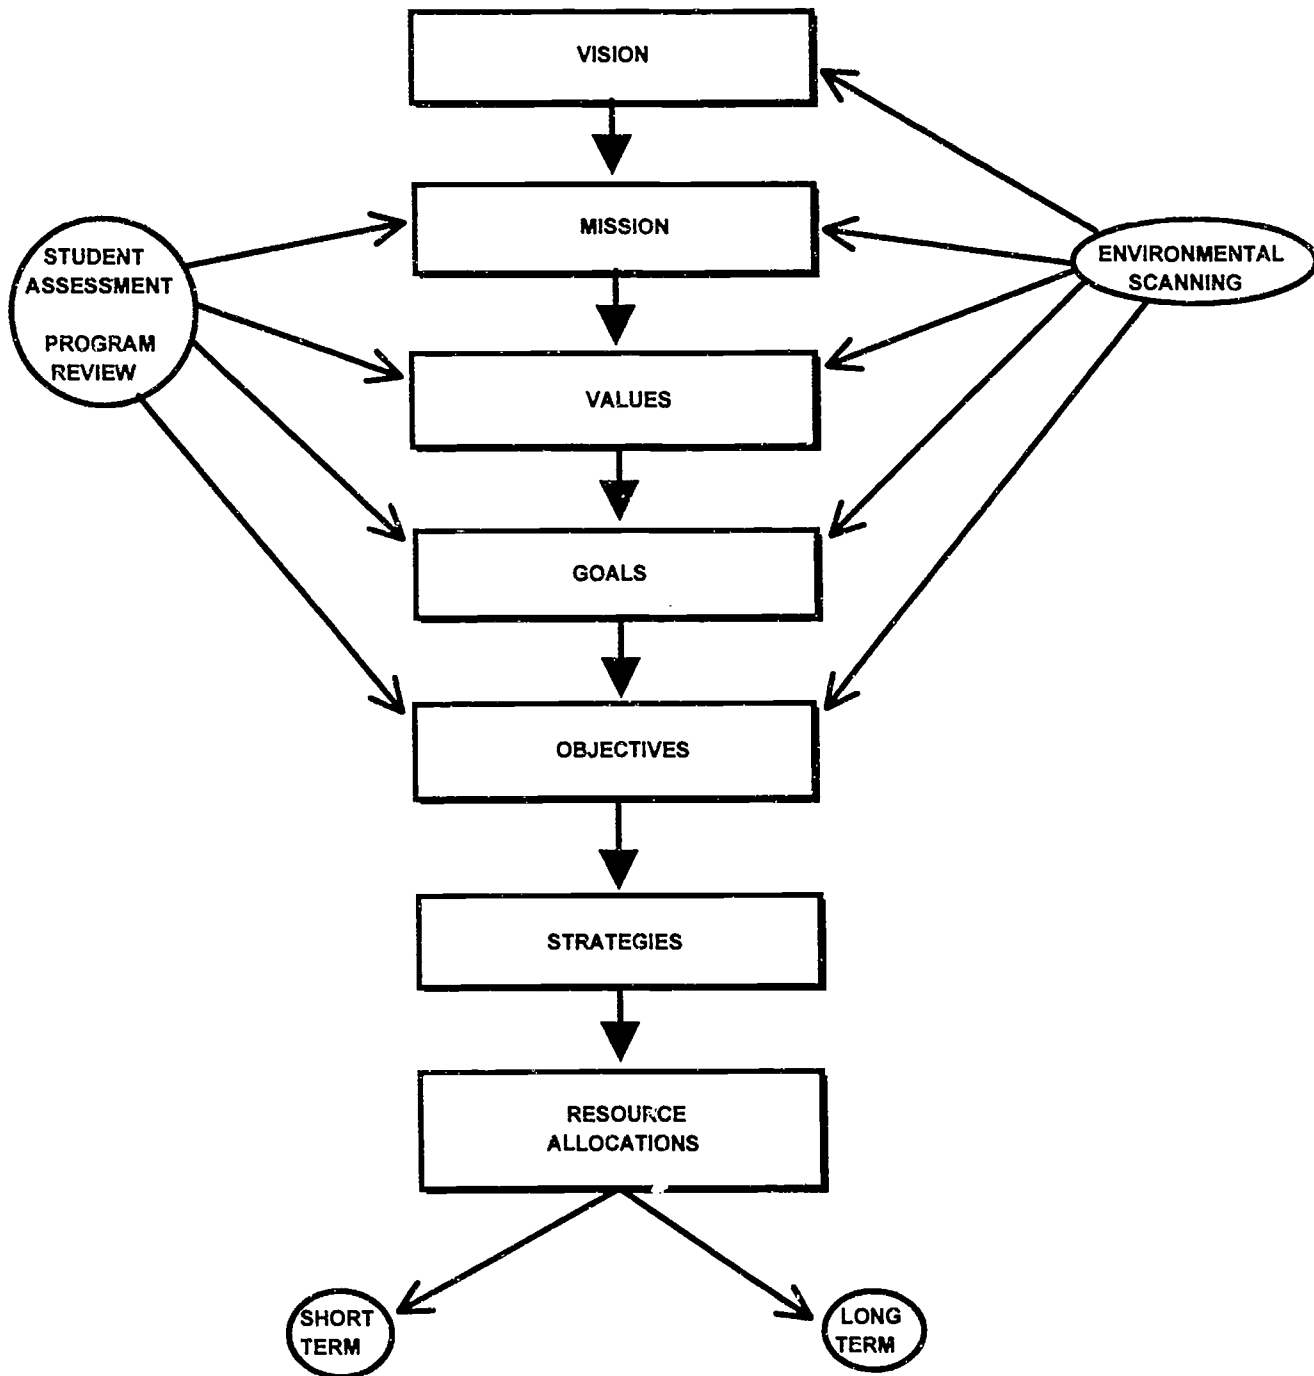 VISION
MISSION
STUDENT
ASSESSMENT
PROGRAM
REVIEW
ENVIRONMENTAL
SCANNING
VALUES
GOALS
OBJECTIVES
STRATEGIES
RESOURCE
ALLOCATIONS
SHORT
TERM
LONG
TERM